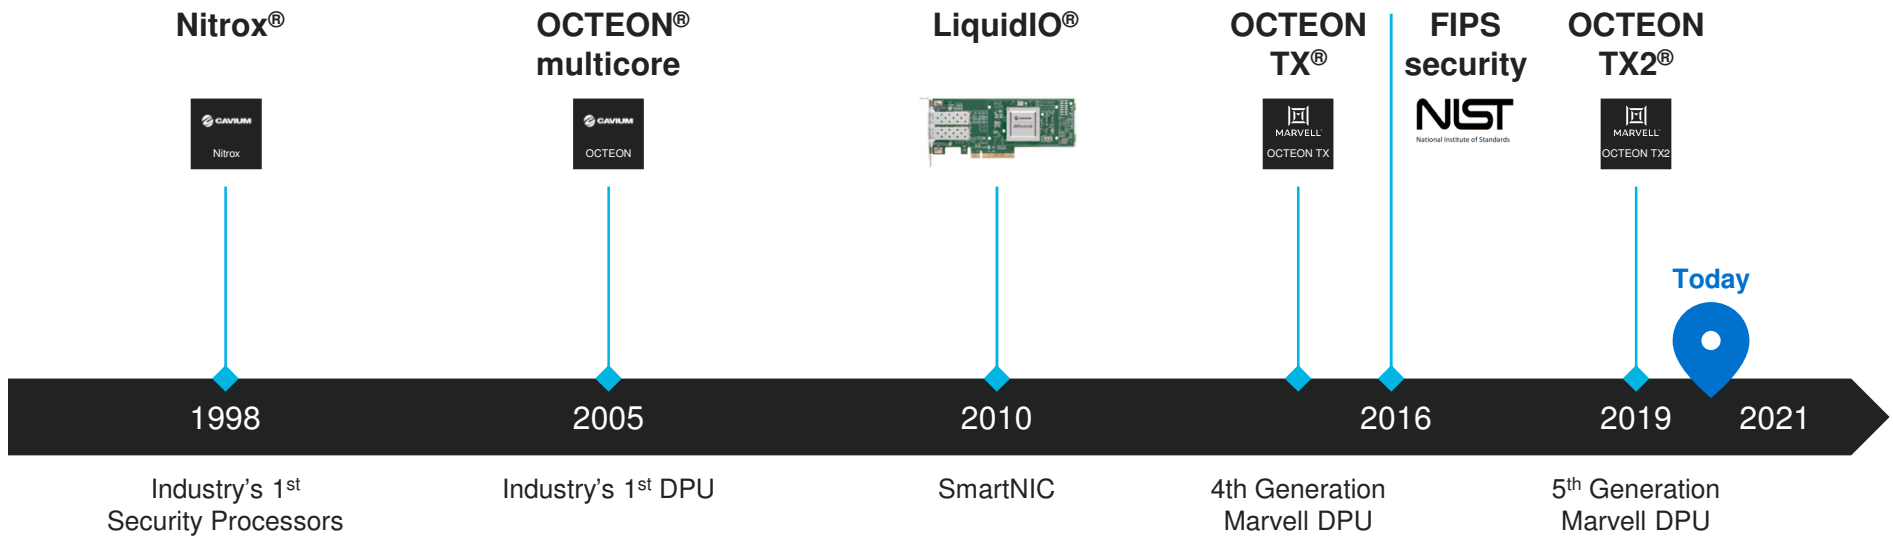 Nitrox®
OCTEON®
multicore
LiquidIO®
OCTEON
TX®
FIPS
security
OCTEON
TX2®
CAVIUM
Nitrox
CAVIUM
OCTEON
MARVELL
OCTEON TX
NIST
National Institute of Standards
MARVELL
OCTEON TX2
Today
1998
2005
2010
2016
2019
2021
Industry's 1st
Security Processors
Industry's 1st DPU
SmartNIC
4th Generation
Marvell DPU
5th Generation
Marvell DPU